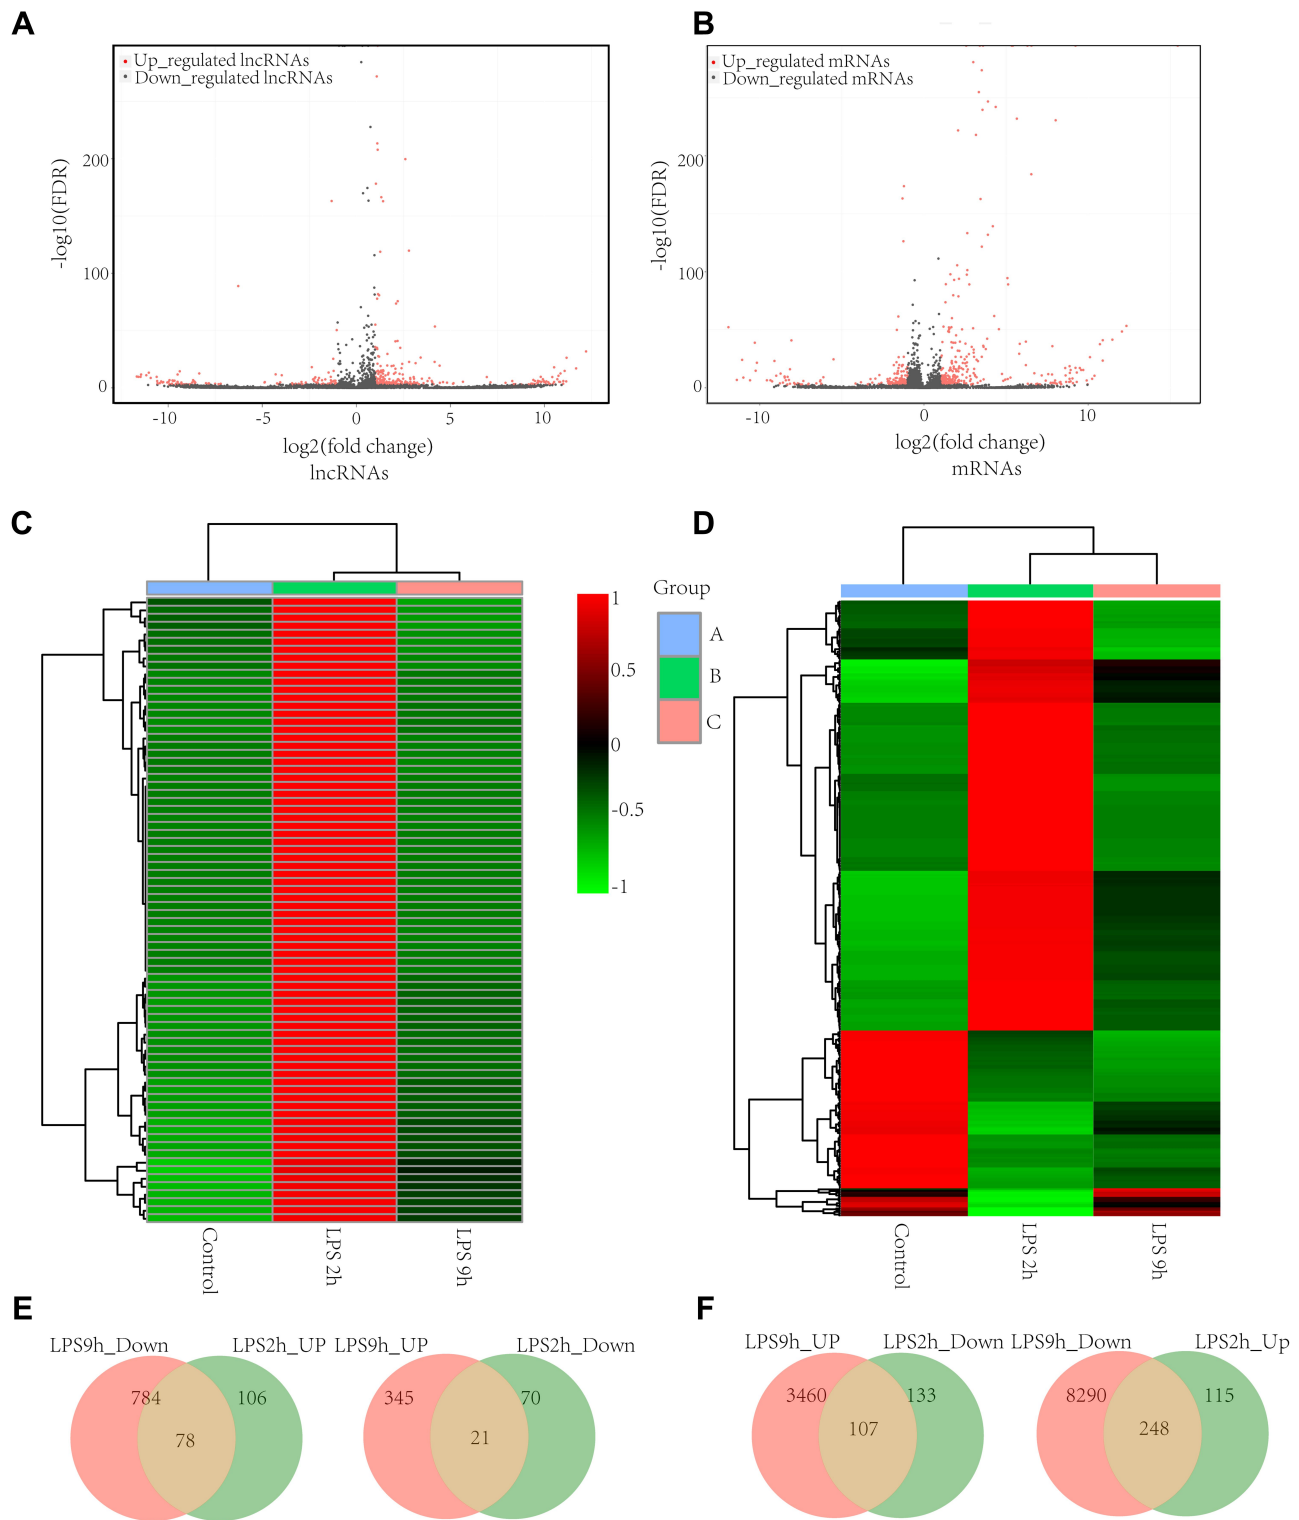 A
Up_regulated lncRNAs
Down_regulated lncRNAs
-log10(FDR)
200
100
0
-10
-5
0
5
10
log2(fold change)
lncRNAs
B
Up_regulated mRNAs
Down_regulated mRNAs
-log10(FDR)
200
100
0
-10
0
10
log2(fold change)
mRNAs
C
1
0.5
0
-0.5
-1
Group
A
B
C
Control
LPS 2h
LPS 9h
D
Control
LPS 2h
LPS 9h
E
LPS9h_Down
LPS2h_UP
784
106
78
LPS9h_UP
LPS2h_Down
345
70
21
F
LPS9h_UP
LPS2h_Down
3460
133
107
LPS9h_Down
LPS2h_Up
8290
115
248